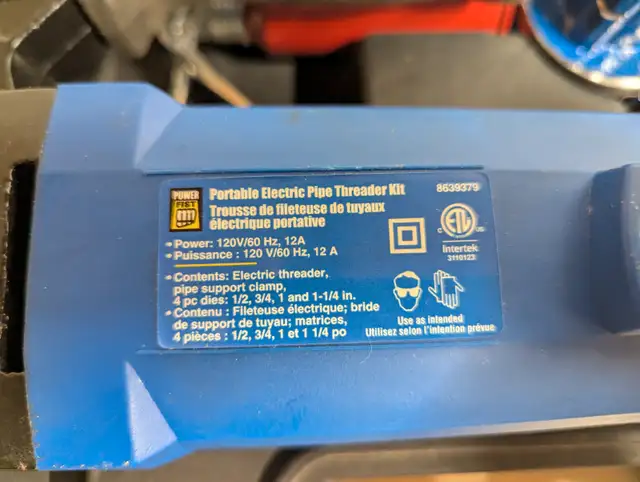 POWER
FIST
Portable Electric Pipe Threader Kit
8639379
Trousse de fileteuse de tuyaux
électrique portative
• Power: 120V/60 Hz, 12A
• Puissance : 120 V/60 Hz, 12 A
• Contents: Electric threader,
pipe support clamp,
4 pc dies: 1/2, 3/4, 1 and 1-1/4 in.
• Contenu : Fileteuse électrique; bride
de support de tuyau; matrices,
4 pièces : 1/2, 3/4, 1 et 1 1/4 po
C ETL US
Intertek
3110123
Use as intended
Utilisez selon l'intention prévue